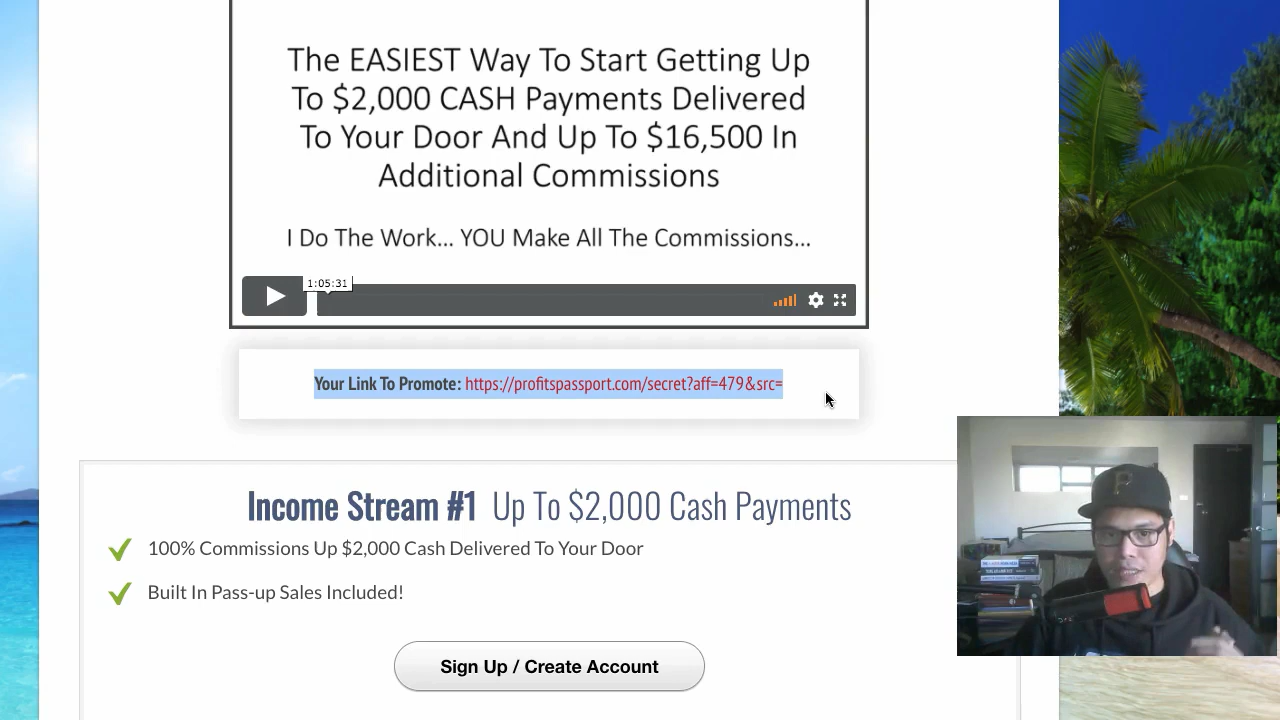 The EASIEST Way To Start Getting Up
To $2,000 CASH Payments Delivered
To Your Door And Up To $16,500 In
Additional Commissions
I Do The Work... YOU Make All The Commissions...
1:05:31
Your Link To Promote: https://profitspassport.com/secret?aff=479&src=
Income Stream #1 Up To $2,000 Cash Payments
100% Commissions Up $2,000 Cash Delivered To Your Door
Built In Pass-up Sales Included!
Sign Up / Create Account
P